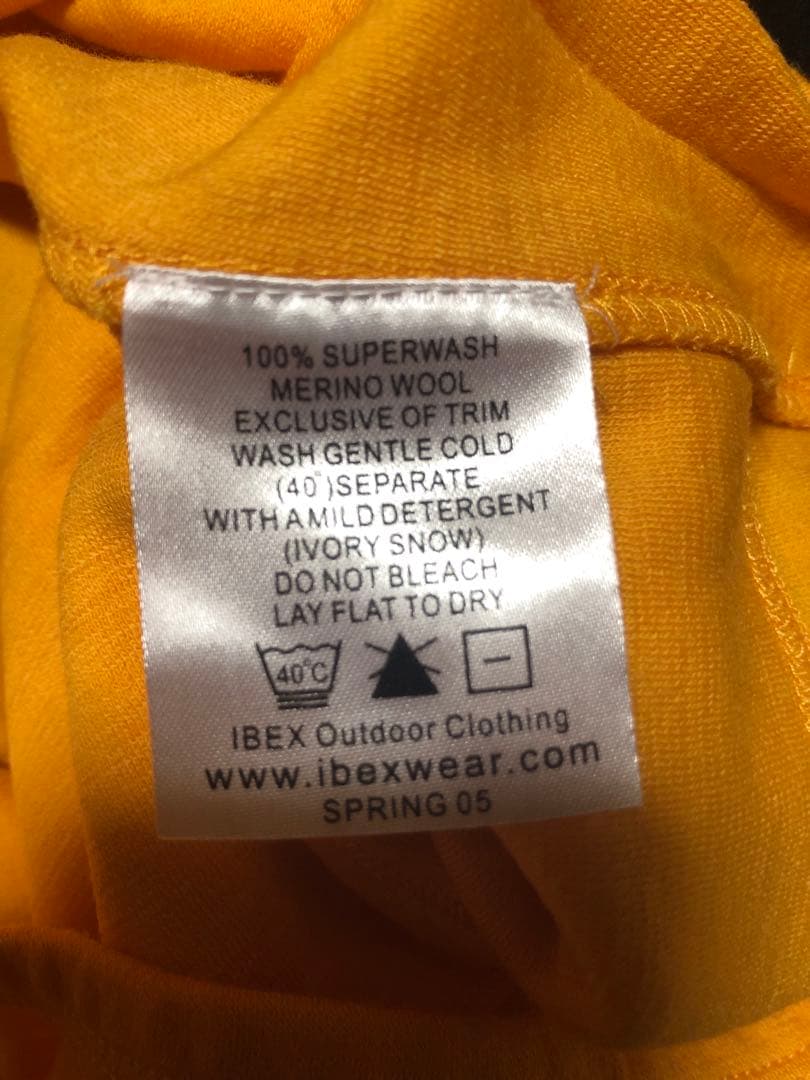 100% SUPERWASH
MERINO WOOL
EXCLUSIVE OF TRIM
WASH GENTLE COLD
(40°)SEPARATE
WITH A MILD DETERGENT
(IVORY SNOW)
DO NOT BLEACH
LAY FLAT TO DRY
40°C
IBEX Outdoor Clothing
www.ibexwear.com
SPRING 05